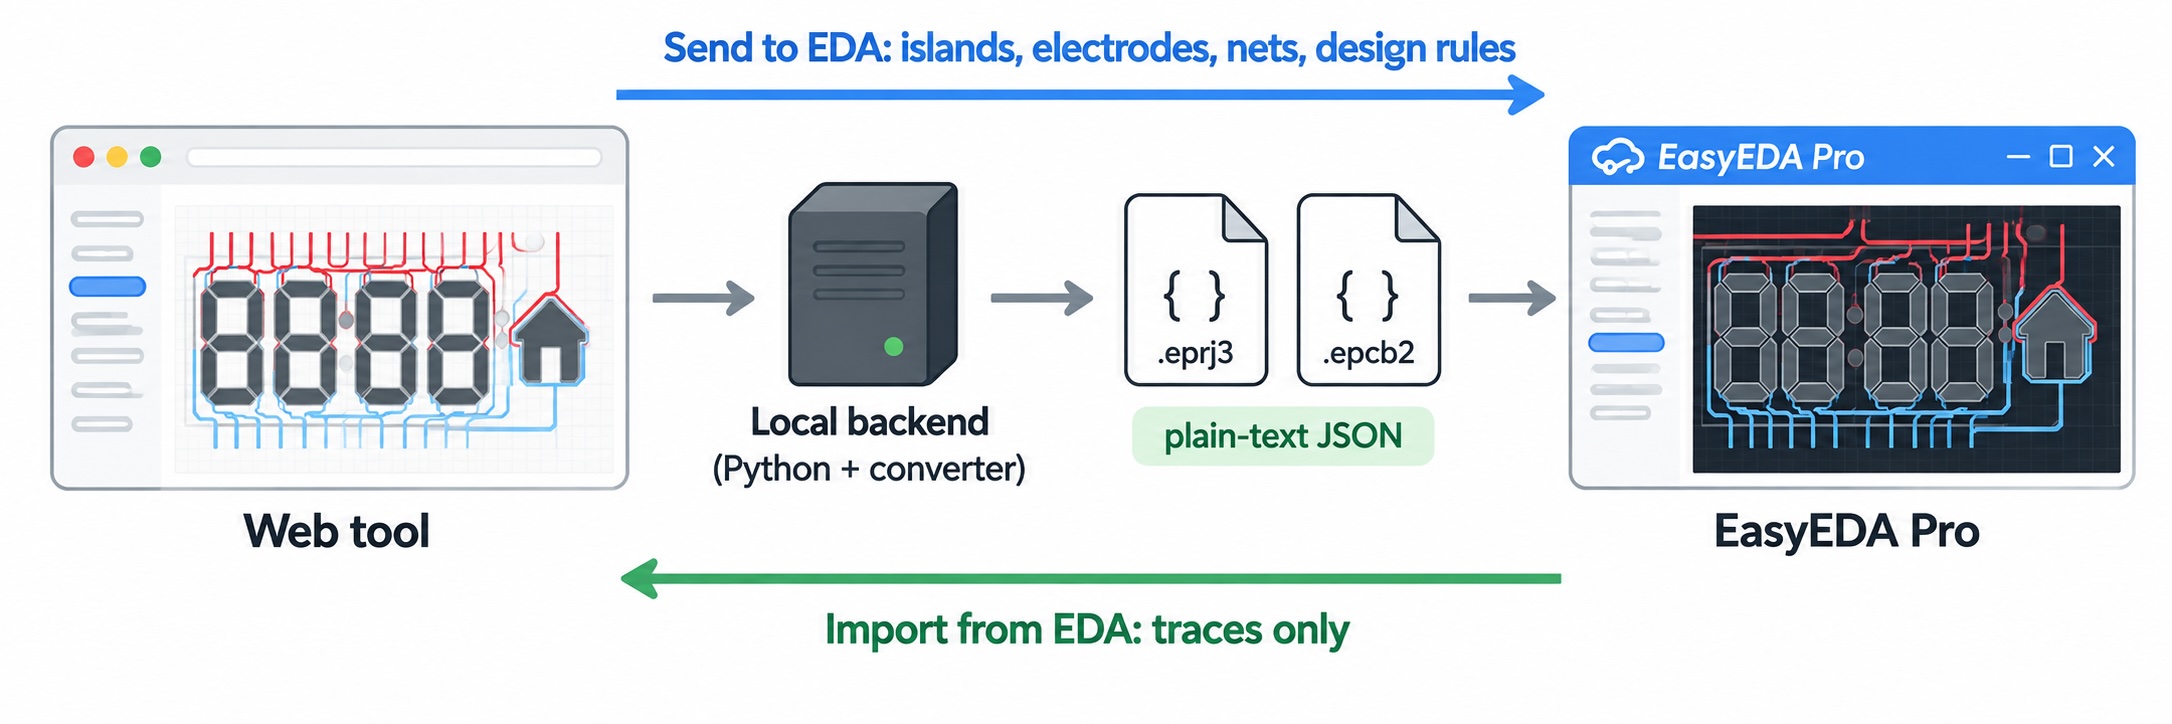 Send to EDA: islands, electrodes, nets, design rules
EasyEDA Pro
{ }
.eprj3
{ }
.epcb2
Local backend
(Python + converter)
plain-text JSON
Web tool
EasyEDA Pro
Import from EDA: traces only